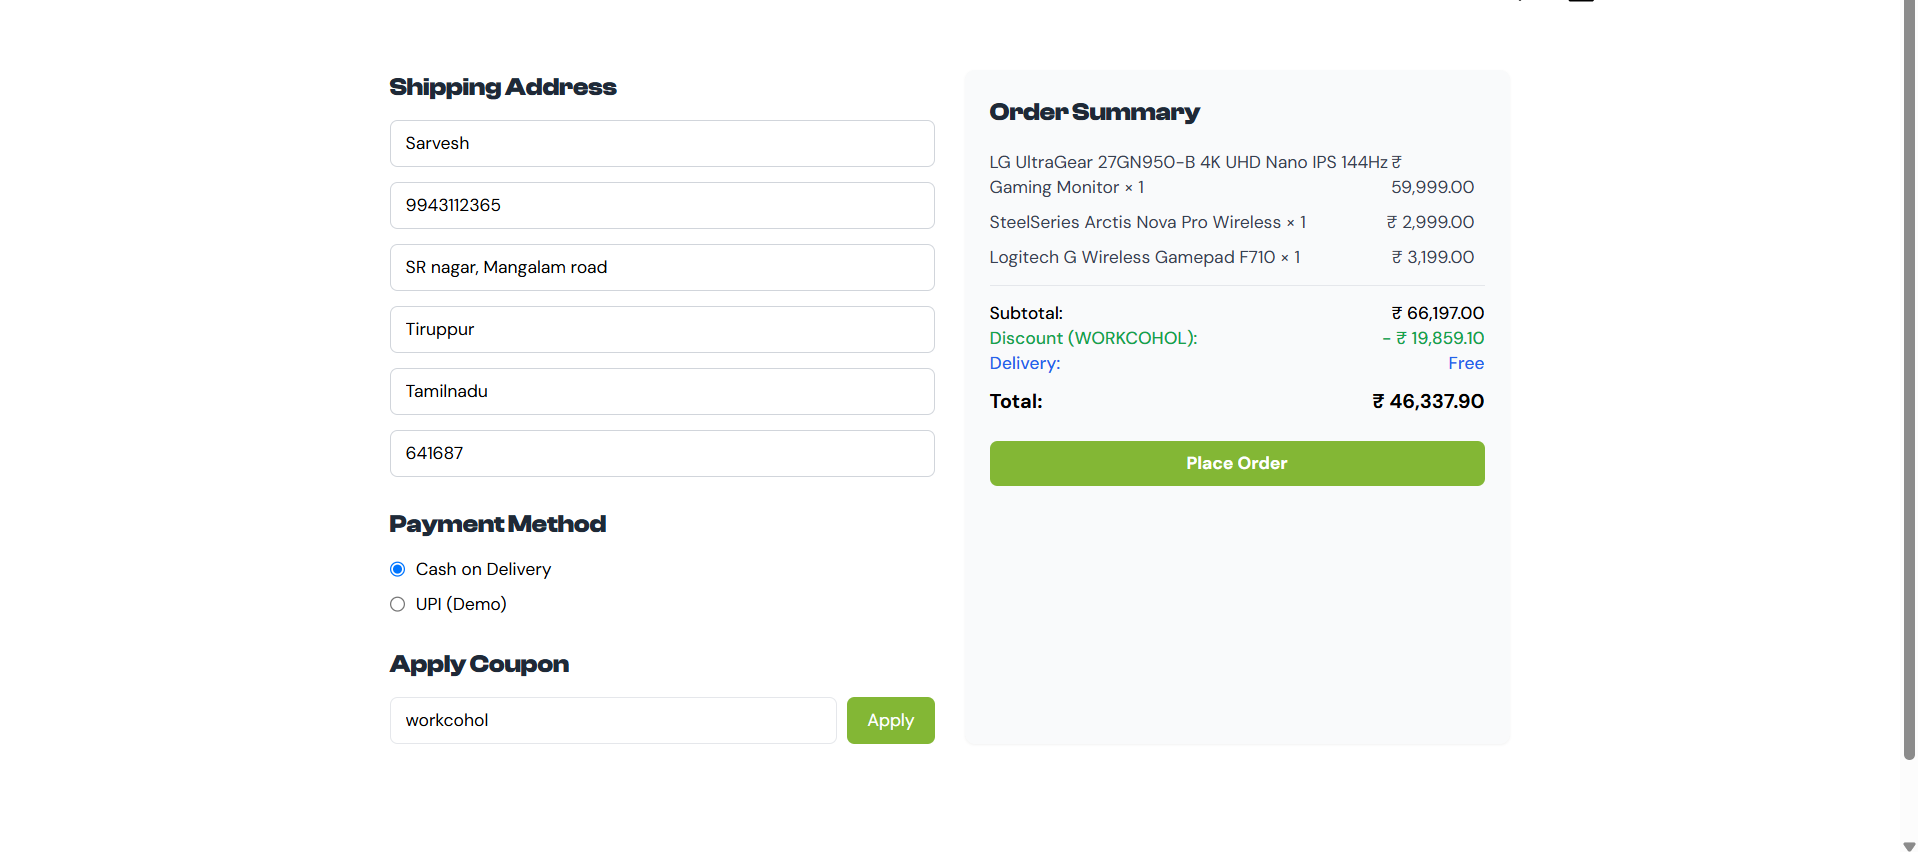 Shipping Address
Sarvesh
9943112365
SR nagar, Mangalam road
Tiruppur
Tamilnadu
641687
Payment Method
Cash on Delivery
UPI (Demo)
Apply Coupon
workcohol
Apply
Order Summary
LG UltraGear 27GN950-B 4K UHD Nano IPS 144Hz ₹
Gaming Monitor × 1 59,999.00
SteelSeries Arctis Nova Pro Wireless × 1 ₹ 2,999.00
Logitech G Wireless Gamepad F710 × 1 ₹ 3,199.00
Subtotal: ₹ 66,197.00
Discount (WORKCOHOL): - ₹ 19,859.10
Delivery: Free
Total: ₹ 46,337.90
Place Order